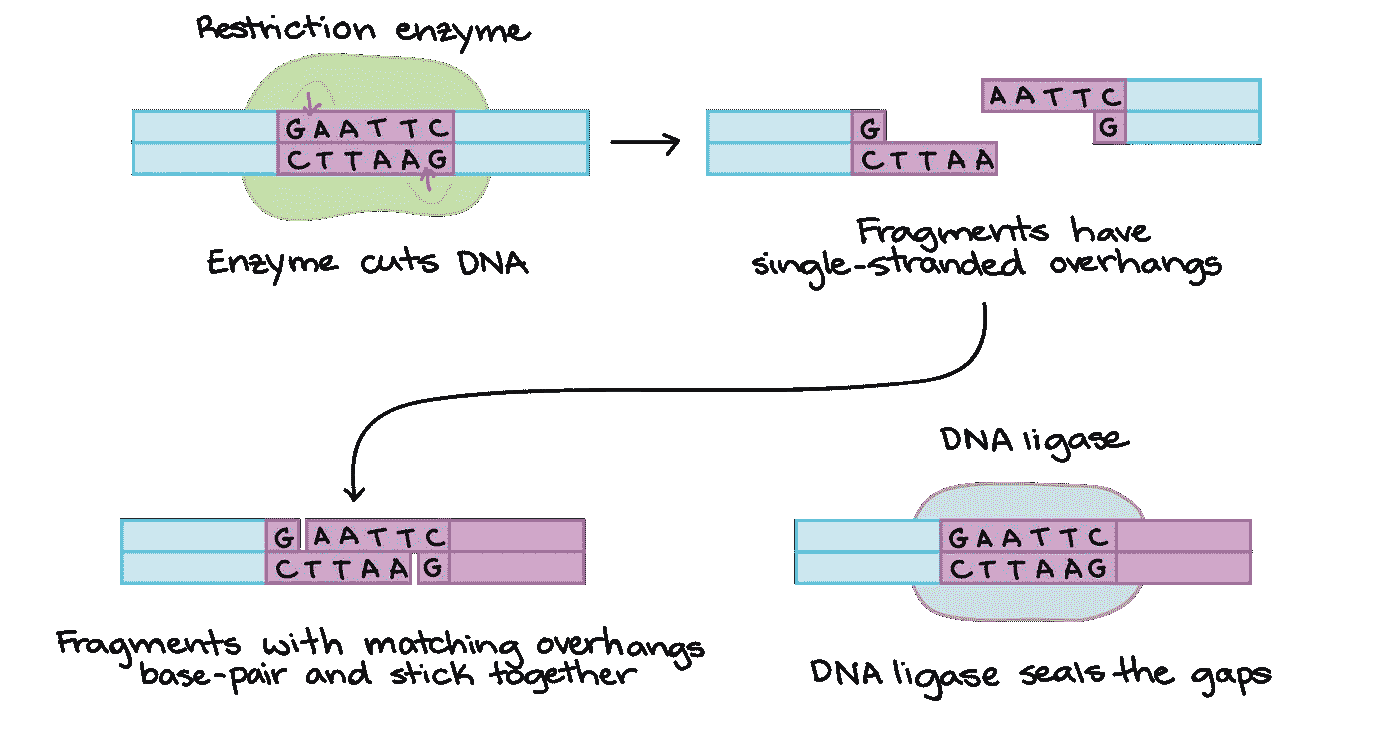 Restriction enzyme
GAATTC
CTTAAG
Enzyme cuts DNA
G
CTTAA
AATTC
G
Fragments have
single-stranded overhangs
G AATTC
CTTAA G
Fragments with matching overhangs
base-pair and stick together
DNA ligase
GAATTC
CTTAAG
DNA ligase seals the gaps